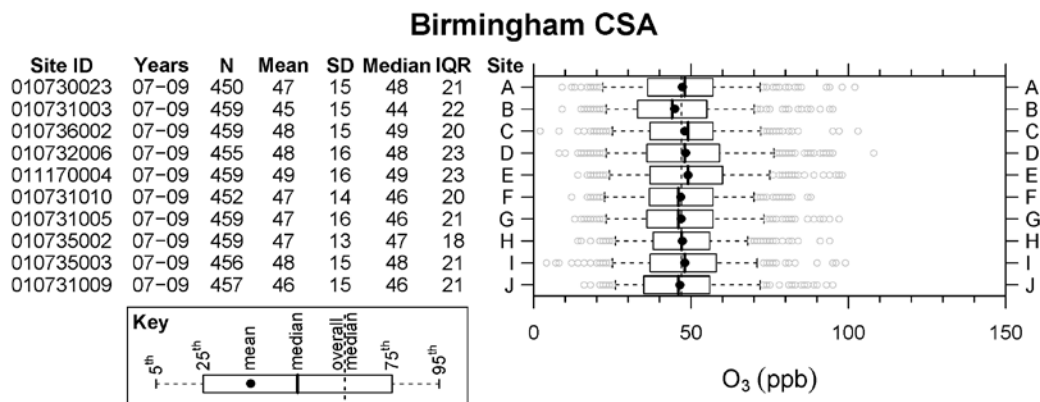 Birmingham CSA
Site ID Years N Mean SD Median IQR Site
010730023 07-09 450 47 15 48 21 A A
010731003 07-09 459 45 15 44 22 B B
010736002 07-09 459 48 15 49 20 C C
010732006 07-09 455 48 16 48 23 D D
011170004 07-09 459 49 16 49 23 E E
010731010 07-09 452 47 14 46 20 F F
010731005 07-09 459 47 16 46 21 G G
010735002 07-09 459 47 13 47 18 H H
010735003 07-09 456 48 15 48 21 I I
010731009 07-09 457 46 15 46 21 J J
0 50 100 150
O₃ (ppb)
Key
5th 25th mean median overall median 75th 95th